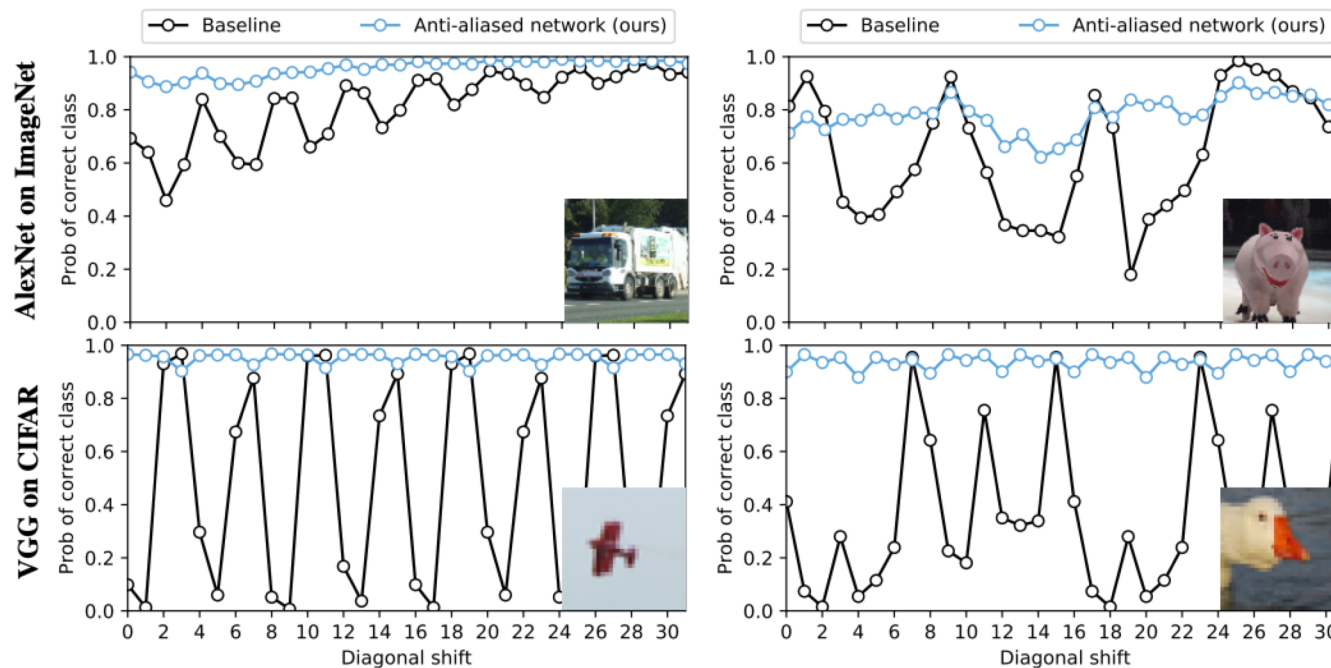 Baseline Anti-aliased network (ours) Baseline Anti-aliased network (ours)
AlexNet on ImageNet
Prob of correct class
1.0
0.8
0.6
0.4
0.2
0.0
Prob of correct class
1.0
0.8
0.6
0.4
0.2
0.0
VGG on CIFAR
Prob of correct class
1.0
0.8
0.6
0.4
0.2
0.0
0 2 4 6 8 10 12 14 16 18 20 22 24 26 28 30
Diagonal shift
Prob of correct class
1.0
0.8
0.6
0.4
0.2
0.0
0 2 4 6 8 10 12 14 16 18 20 22 24 26 28 30
Diagonal shift